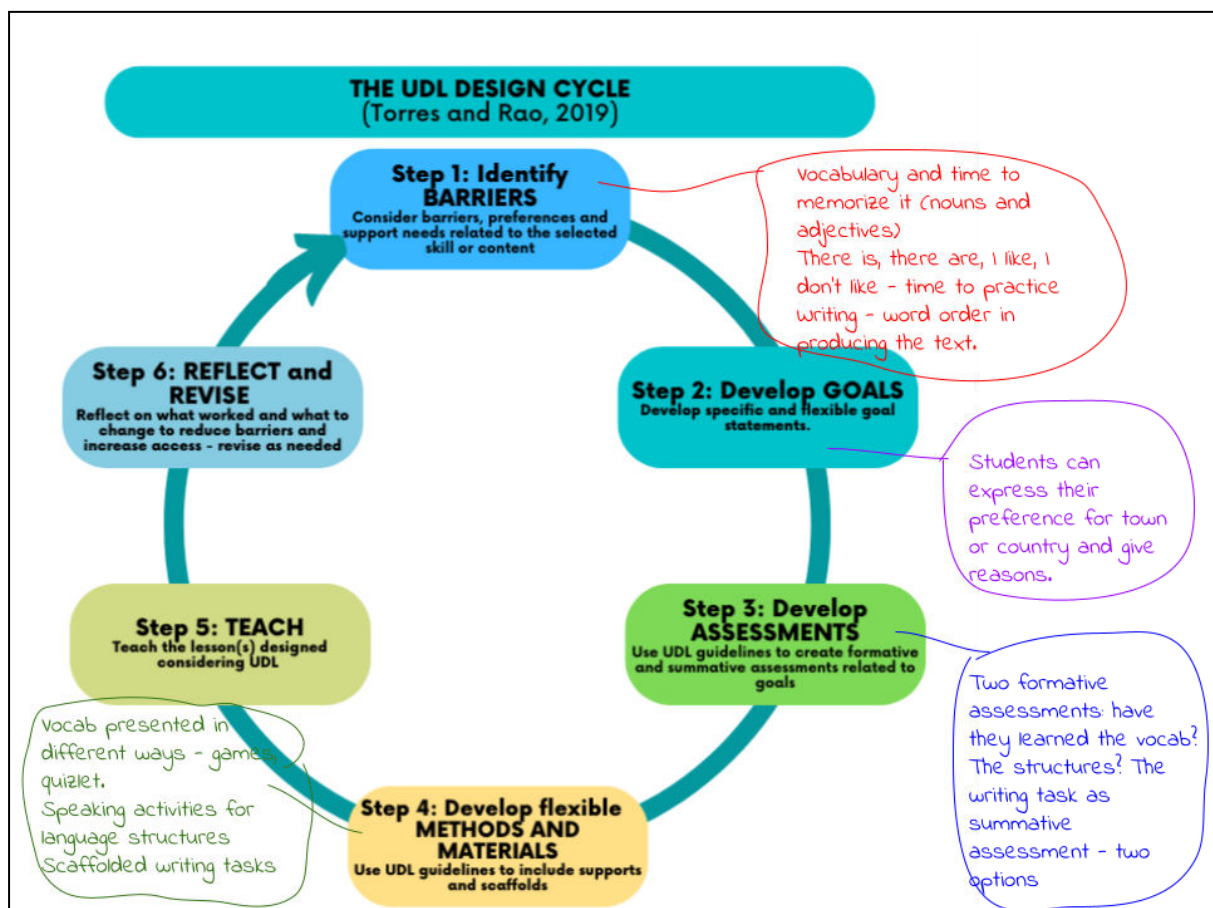 THE UDL DESIGN CYCLE
(Torres and Rao, 2019)
Step 1: Identify
BARRIERS
Consider barriers, preferences and
support needs related to the selected
skill or content
Vocabulary and time to
memorize it (nouns and
adjectives)
There is, there are, I like, I
don't like - time to practice
writing - word order in
producing the text.
Step 2: Develop GOALS
Develop specific and flexible goal
statements.
Students can
express their
preference for town
or country and give
reasons.
Step 3: Develop
ASSESSMENTS
Use UDL guidelines to create formative
and summative assessments related to
goals
Two formative
assessments: have
they learned the vocab?
The structures? The
writing task as
summative
assessment - two
options
Step 4: Develop flexible
METHODS AND
MATERIALS
Use UDL guidelines to include supports
and scaffolds
Vocab presented in
different ways - games,
quizlet.
Speaking activities for
language structures
Scaffolded writing tasks
Step 5: TEACH
Teach the lesson(s) designed
considering UDL
Step 6: REFLECT and
REVISE
Reflect on what worked and what to
change to reduce barriers and
increase access - revise as needed